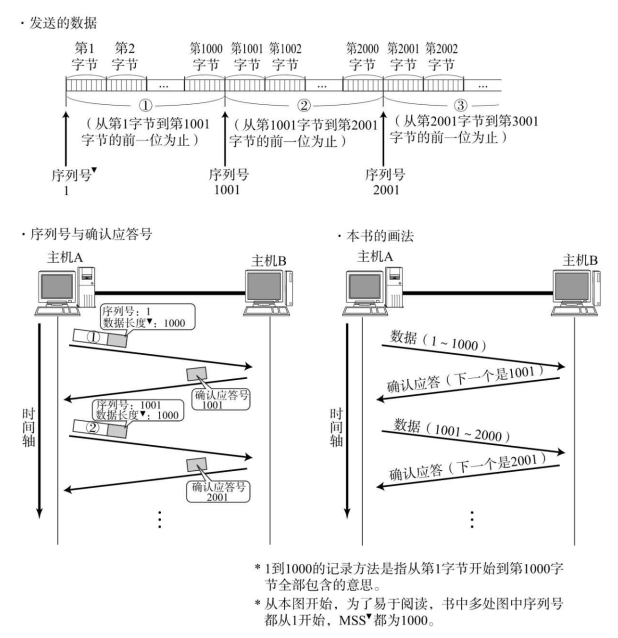 ·发送的数据
第1 第2 第1000 第1001 第1002 第2000 第2001 第2002
字节 字节 字节 字节 字节 字节 字节 字节
... ... ...
① ② ③
（从第1字节到第1001
字节的前一位为止）
（从第1001字节到第2001
字节的前一位为止）
（从第2001字节到第3001
字节的前一位为止）
序列号▼
1
序列号
1001
序列号
2001
·序列号与确认应答号
主机A 主机B
序列号：1
数据长度▼：1000
①
确认应答号
1001
序列号：1001
数据长度▼：1000
②
确认应答号
2001
时间轴
⋮
·本书的画法
主机A 主机B
数据（1～1000）
确认应答（下一个是1001）
数据（1001～2000）
确认应答（下一个是2001）
时间轴
⋮
* 1到1000的记录方法是指从第1字节开始到第1000字
节全部包含的意思。
* 从本图开始，为了易于阅读，书中多处图中序列号
都从1开始，MSS▼都为1000。